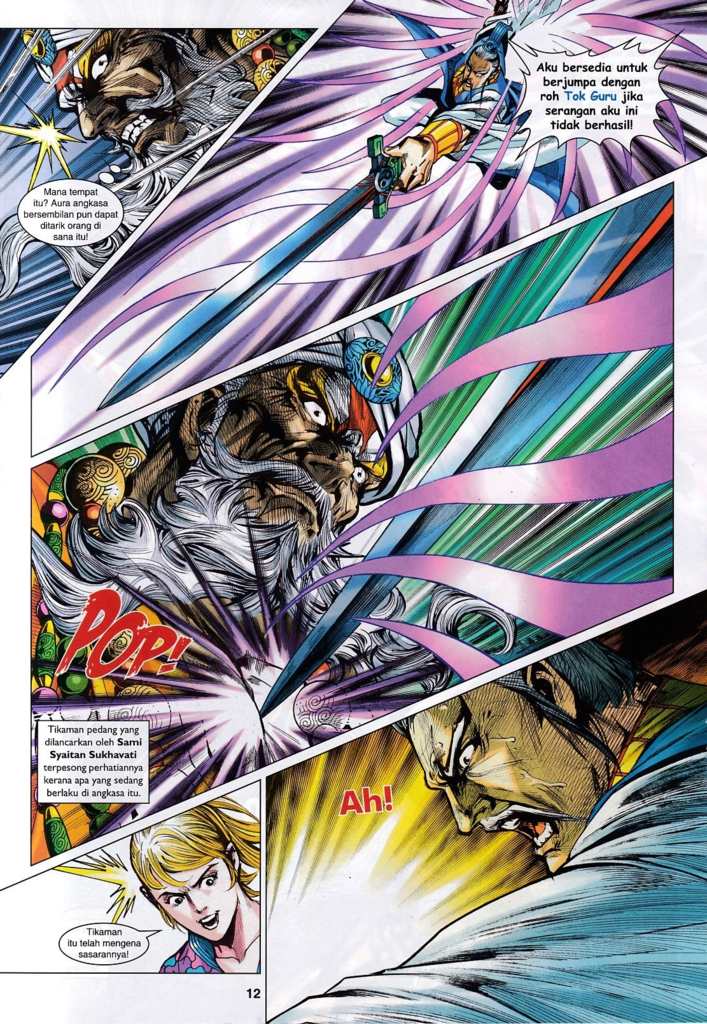 Mana tempat
itu? Aura angkasa
bersembilan pun dapat
ditarik orang di
sana itu!
Aku bersedia untuk
berjumpa dengan
roh Tok Guru jika
serangan aku ini
tidak berhasil!
POP!
Tikaman pedang yang
dilancarkan oleh Sami
Syaitan Sukhavati
terpesong perhatiannya
kerana apa yang sedang
berlaku di angkasa itu.
Ah!
Tikaman
itu telah mengena
sasarannya!
12